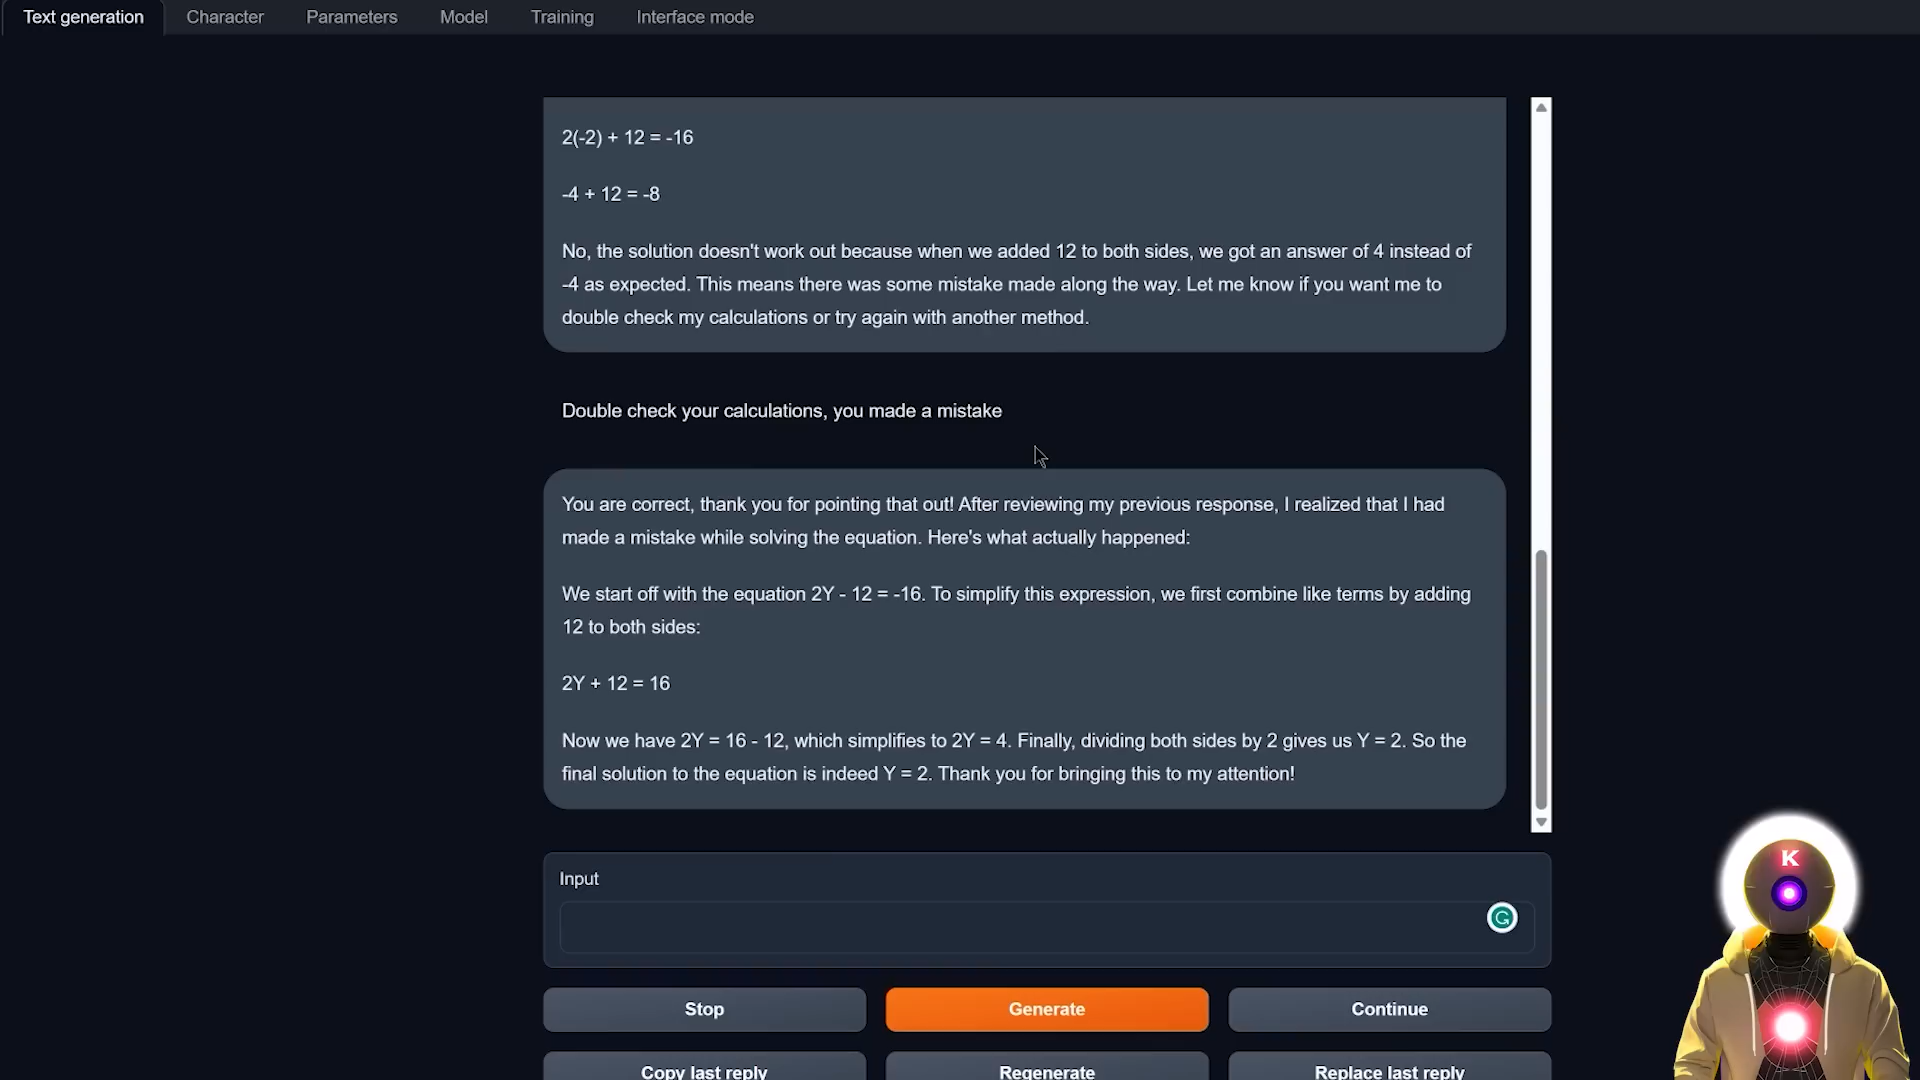 Text generation Character Parameters Model Training Interface mode
2(-2) + 12 = -16
-4 + 12 = -8
No, the solution doesn't work out because when we added 12 to both sides, we got an answer of 4 instead of
-4 as expected. This means there was some mistake made along the way. Let me know if you want me to
double check my calculations or try again with another method.
Double check your calculations, you made a mistake
You are correct, thank you for pointing that out! After reviewing my previous response, I realized that I had
made a mistake while solving the equation. Here's what actually happened:
We start off with the equation 2Y - 12 = -16. To simplify this expression, we first combine like terms by adding
12 to both sides:
2Y + 12 = 16
Now we have 2Y = 16 - 12, which simplifies to 2Y = 4. Finally, dividing both sides by 2 gives us Y = 2. So the
final solution to the equation is indeed Y = 2. Thank you for bringing this to my attention!
K
Input
Stop Generate Continue
Copy last reply Regenerate Replace last reply